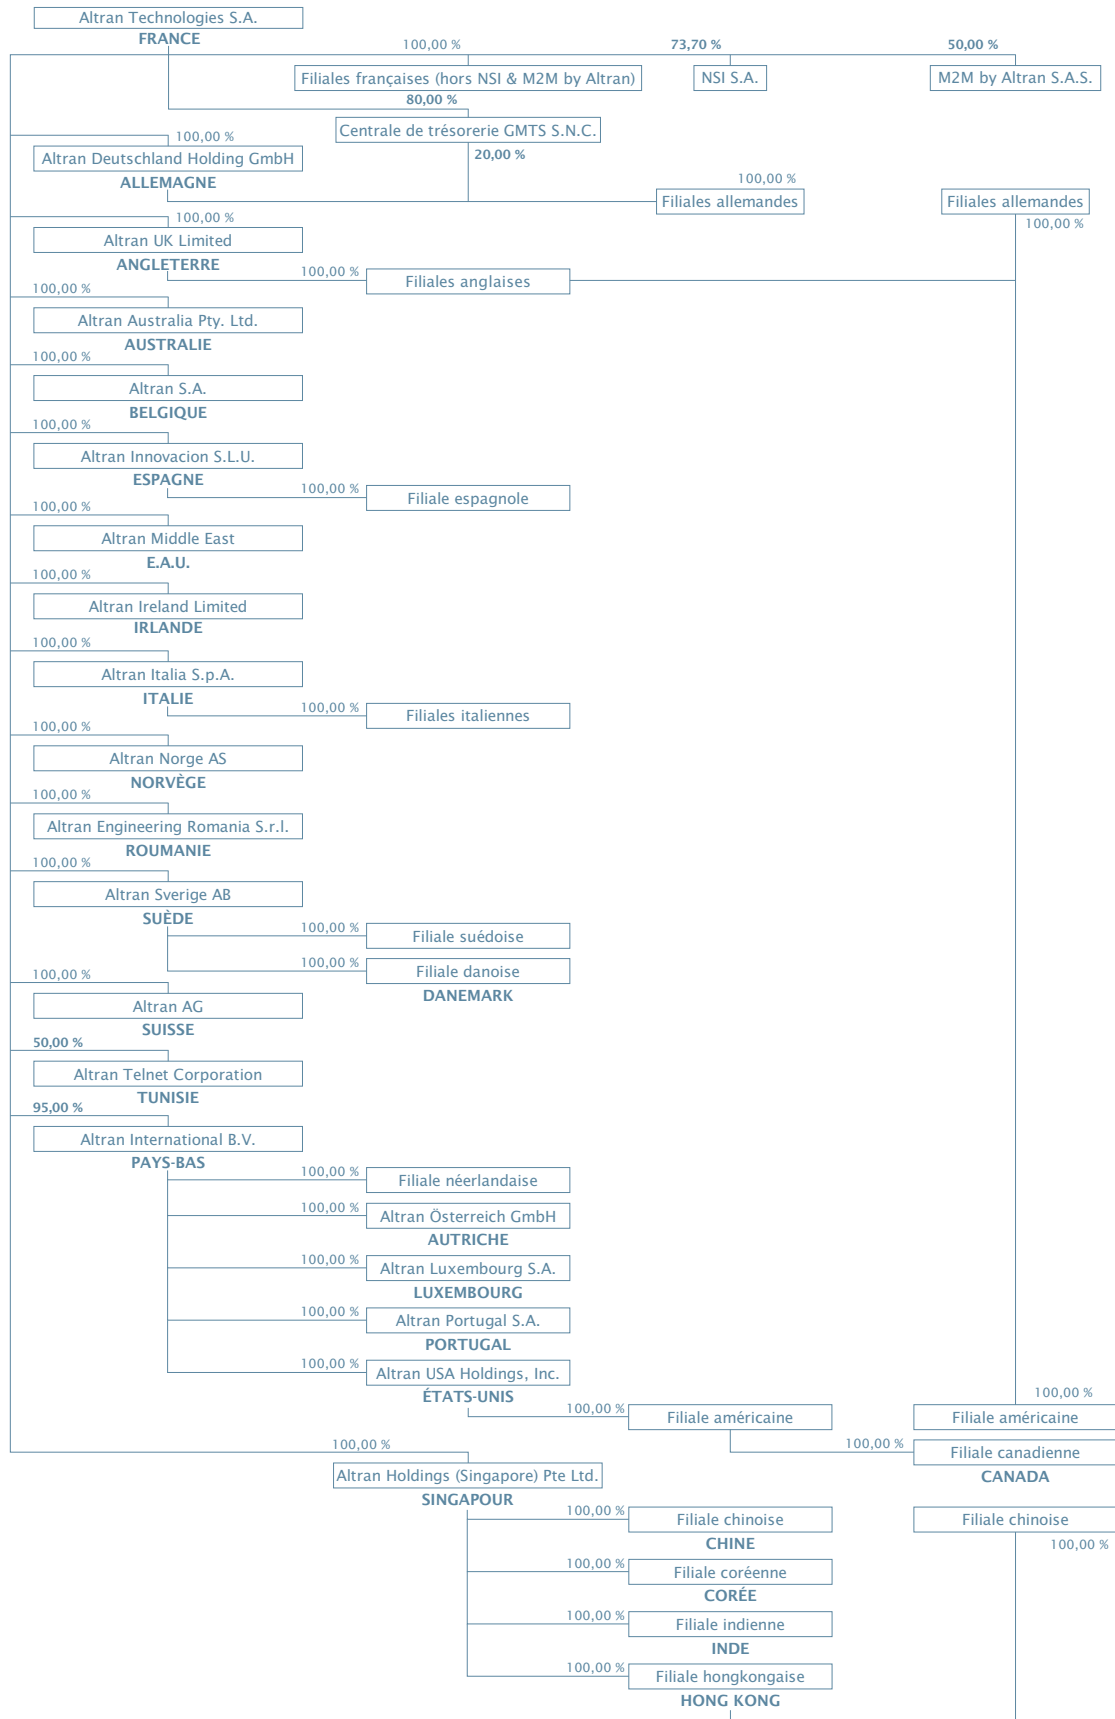 Altran Technologies S.A.
FRANCE
100,00 %
73,70 %
50,00 %
Filiales françaises (hors NSI & M2M by Altran)
NSI S.A.
M2M by Altran S.A.S.
80,00 %
Centrale de trésorerie GMTS S.N.C.
20,00 %
100,00 %
Altran Deutschland Holding GmbH
ALLEMAGNE
100,00 %
Filiales allemandes
Filiales allemandes
100,00 %
100,00 %
Altran UK Limited
ANGLETERRE
100,00 %
Filiales anglaises
100,00 %
Altran Australia Pty. Ltd.
AUSTRALIE
100,00 %
Altran S.A.
BELGIQUE
100,00 %
Altran Innovacion S.L.U.
ESPAGNE
100,00 %
Filiale espagnole
100,00 %
Altran Middle East
E.A.U.
100,00 %
Altran Ireland Limited
IRLANDE
100,00 %
Altran Italia S.p.A.
ITALIE
100,00 %
Filiales italiennes
100,00 %
Altran Norge AS
NORVÈGE
100,00 %
Altran Engineering Romania S.r.l.
ROUMANIE
100,00 %
Altran Sverige AB
SUÈDE
100,00 %
Filiale suédoise
100,00 %
Filiale danoise
DANEMARK
100,00 %
Altran AG
SUISSE
50,00 %
Altran Telnet Corporation
TUNISIE
95,00 %
Altran International B.V.
PAYS-BAS
100,00 %
Filiale néerlandaise
100,00 %
Altran Österreich GmbH
AUTRICHE
100,00 %
Altran Luxembourg S.A.
LUXEMBOURG
100,00 %
Altran Portugal S.A.
PORTUGAL
100,00 %
Altran USA Holdings, Inc.
ÉTATS-UNIS
100,00 %
Filiale américaine
100,00 %
Filiale américaine
100,00 %
Filiale canadienne
CANADA
100,00 %
Altran Holdings (Singapore) Pte Ltd.
SINGAPOUR
100,00 %
Filiale chinoise
CHINE
Filiale chinoise
100,00 %
100,00 %
Filiale coréenne
CORÉE
100,00 %
Filiale indienne
INDE
100,00 %
Filiale hongkongaise
HONG KONG